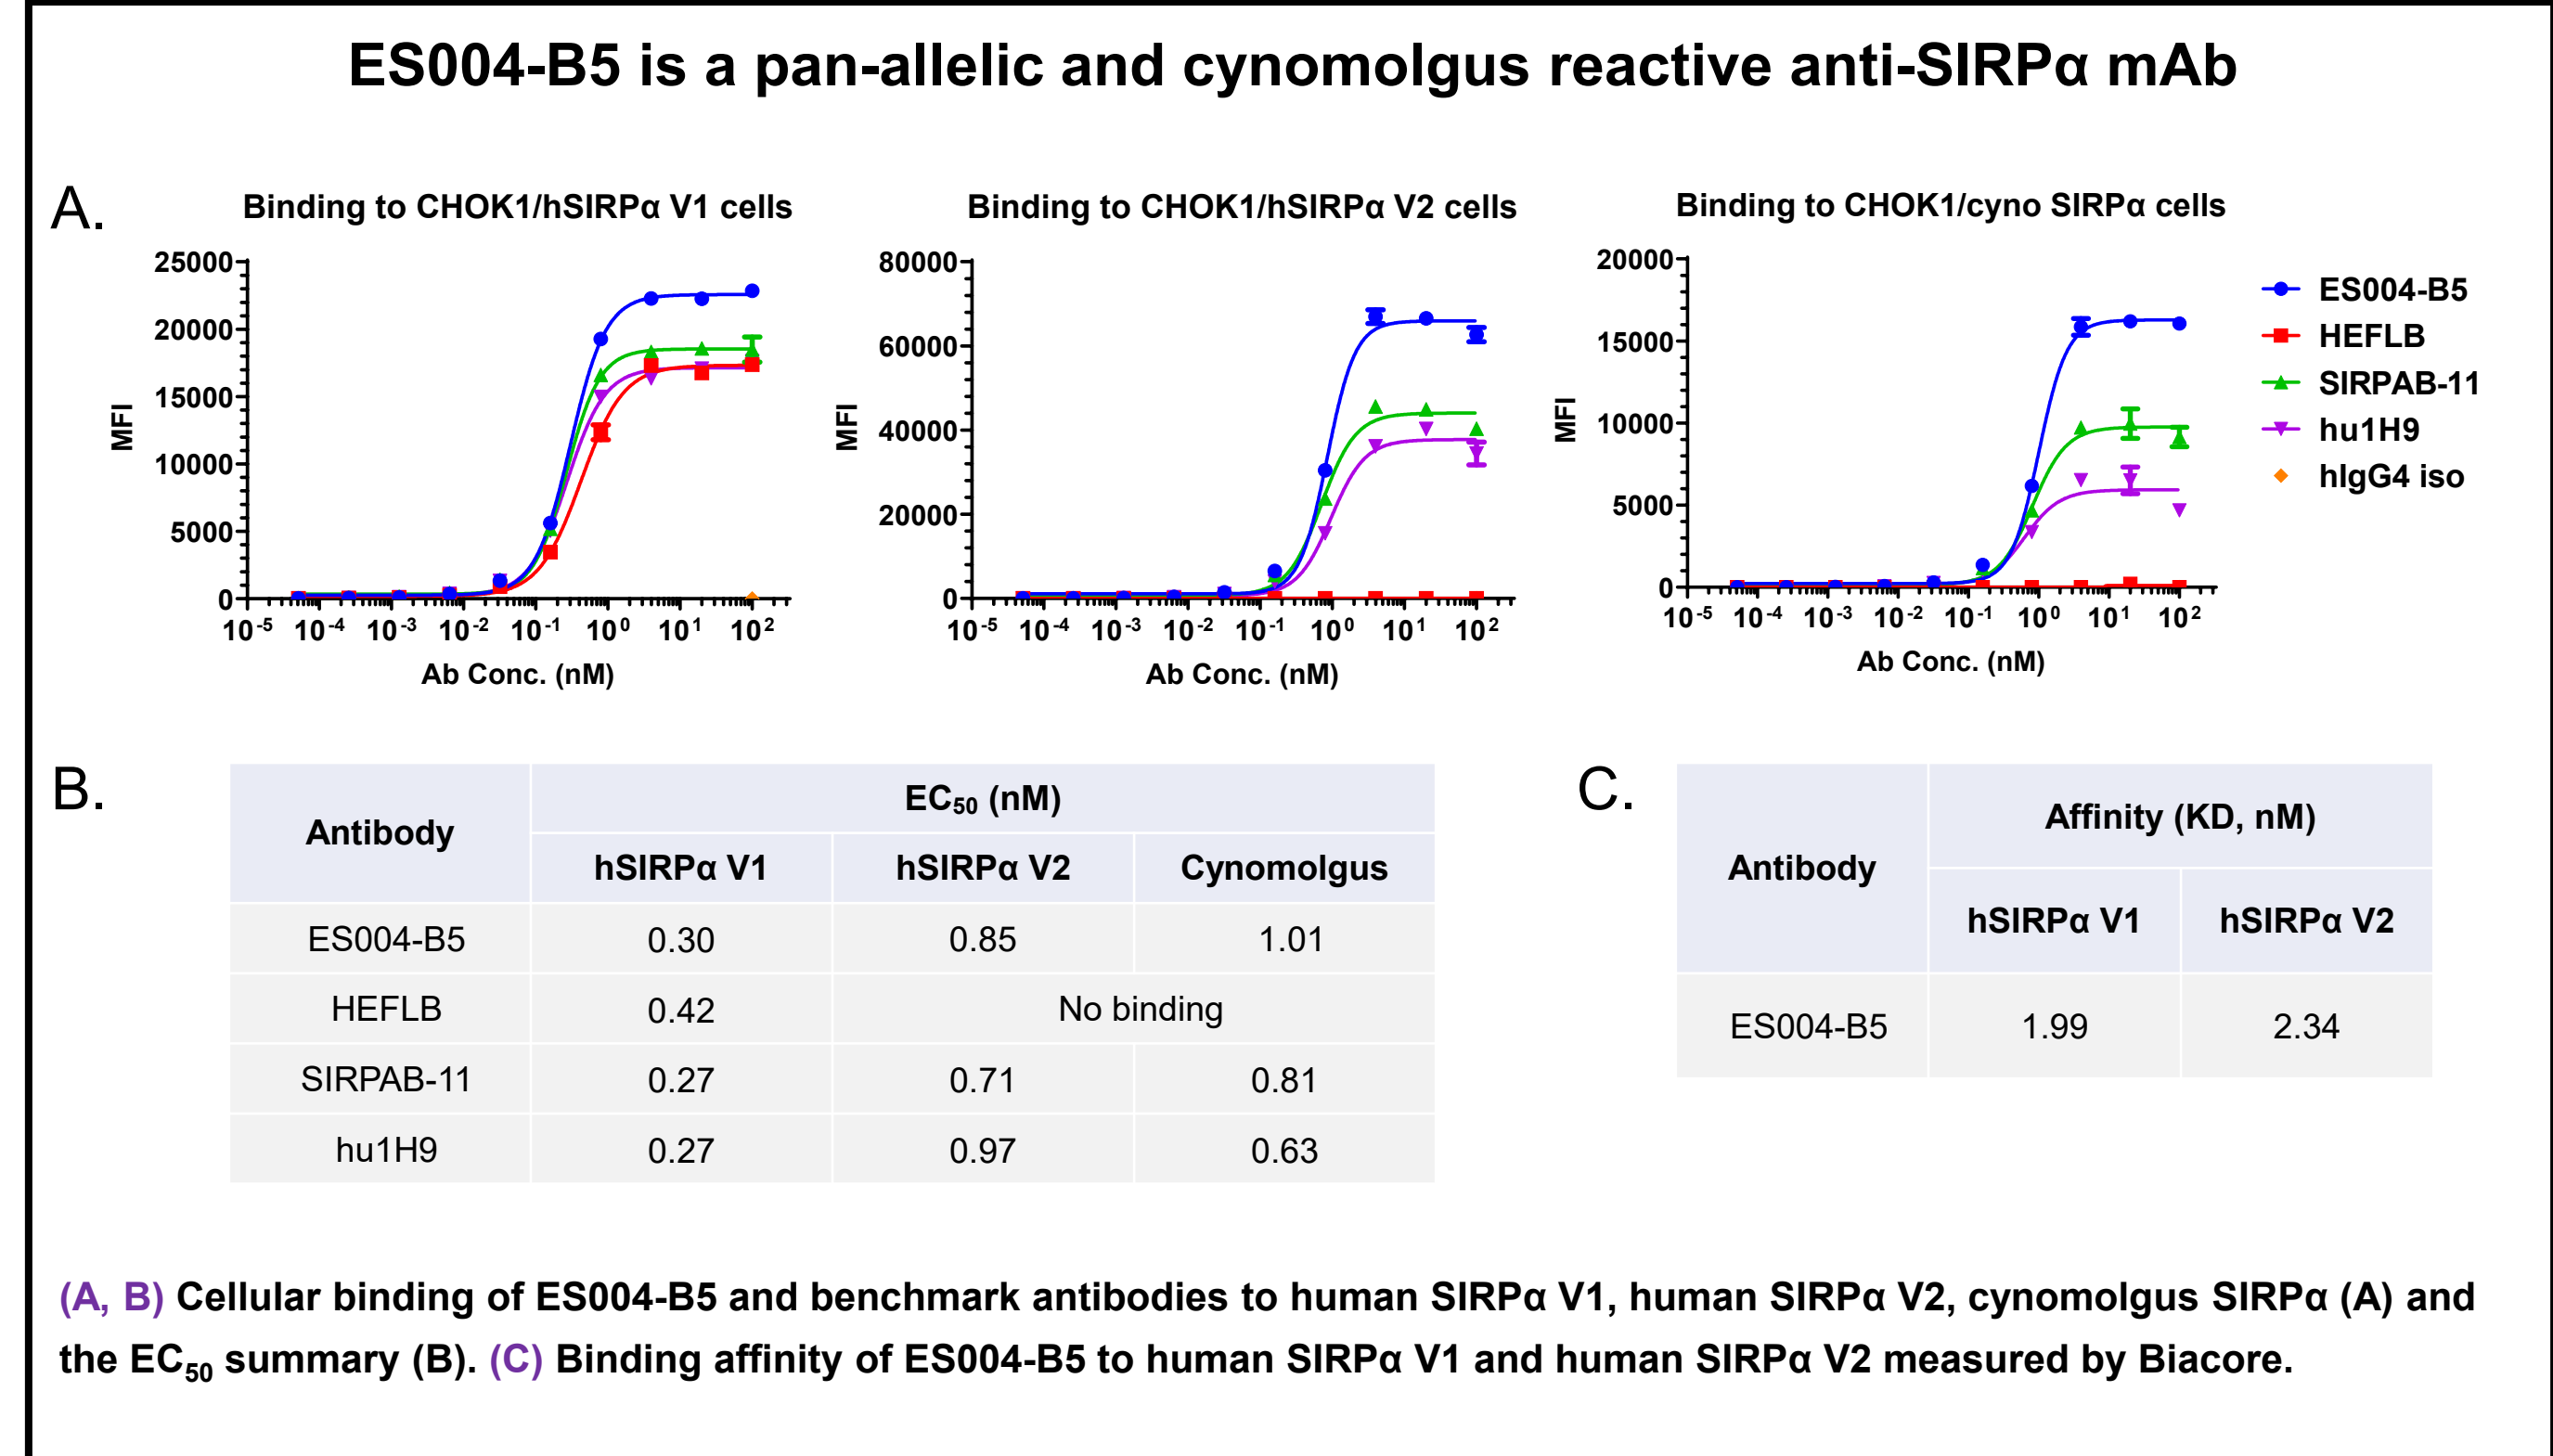 ES004-B5 is a pan-allelic and cynomolgus reactive anti-SIRPα mAb
A.
Binding to CHOK1/hSIRPα V1 cells
MFI
25000
20000
15000
10000
5000
0
10⁻⁵ 10⁻⁴ 10⁻³ 10⁻² 10⁻¹ 10⁰ 10¹ 10²
Ab Conc. (nM)
Binding to CHOK1/hSIRPα V2 cells
MFI
80000
60000
40000
20000
0
10⁻⁵ 10⁻⁴ 10⁻³ 10⁻² 10⁻¹ 10⁰ 10¹ 10²
Ab Conc. (nM)
Binding to CHOK1/cyno SIRPα cells
MFI
20000
15000
10000
5000
0
10⁻⁵ 10⁻⁴ 10⁻³ 10⁻² 10⁻¹ 10⁰ 10¹ 10²
Ab Conc. (nM)
ES004-B5
HEFLB
SIRPAB-11
hu1H9
hIgG4 iso
B.
Antibody EC₅₀ (nM)
hSIRPα V1 hSIRPα V2 Cynomolgus
ES004-B5 0.30 0.85 1.01
HEFLB 0.42 No binding
SIRPAB-11 0.27 0.71 0.81
hu1H9 0.27 0.97 0.63
C.
Antibody Affinity (KD, nM)
hSIRPα V1 hSIRPα V2
ES004-B5 1.99 2.34
(A, B) Cellular binding of ES004-B5 and benchmark antibodies to human SIRPα V1, human SIRPα V2, cynomolgus SIRPα (A) and
the EC₅₀ summary (B). (C) Binding affinity of ES004-B5 to human SIRPα V1 and human SIRPα V2 measured by Biacore.